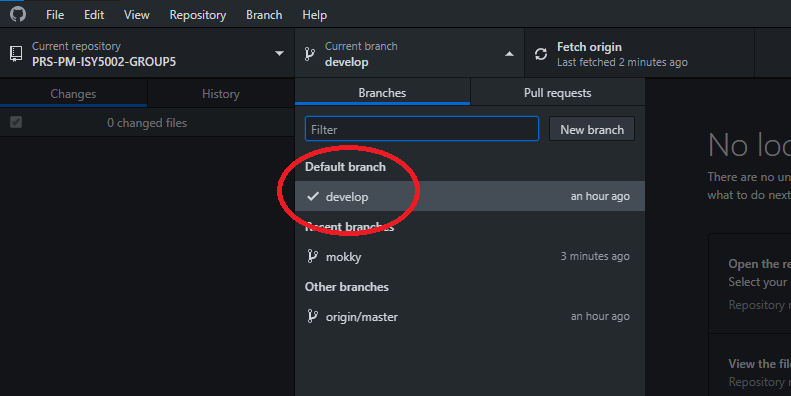 File Edit View Repository Branch Help
Current repository
PRS-PM-ISY5002-GROUP5
Current branch
develop
Fetch origin
Last fetched 2 minutes ago
Changes History
0 changed files
Branches Pull requests
Filter New branch
Default branch
develop an hour ago
Recent branches
mokky 3 minutes ago
Other branches
origin/master an hour ago
No loc
There are no un
what to do next
Open the re
Select your
Repository
View the file
Repository